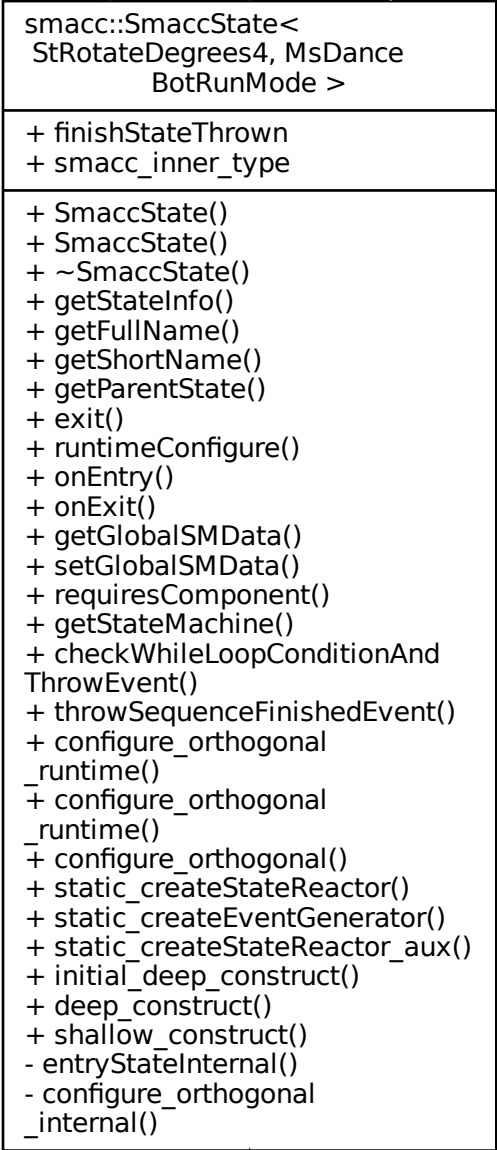 smacc::SmaccState<
StRotateDegrees4, MsDance
BotRunMode >
+ finishStateThrown
+ smacc_inner_type
+ SmaccState()
+ SmaccState()
+ ~SmaccState()
+ getStateInfo()
+ getFullName()
+ getShortName()
+ getParentState()
+ exit()
+ runtimeConfigure()
+ onEntry()
+ onExit()
+ getGlobalSMData()
+ setGlobalSMData()
+ requiresComponent()
+ getStateMachine()
+ checkWhileLoopConditionAnd
ThrowEvent()
+ throwSequenceFinishedEvent()
+ configure_orthogonal
_runtime()
+ configure_orthogonal
_runtime()
+ configure_orthogonal()
+ static_createStateReactor()
+ static_createEventGenerator()
+ static_createStateReactor_aux()
+ initial_deep_construct()
+ deep_construct()
+ shallow_construct()
- entryStateInternal()
- configure_orthogonal
_internal()